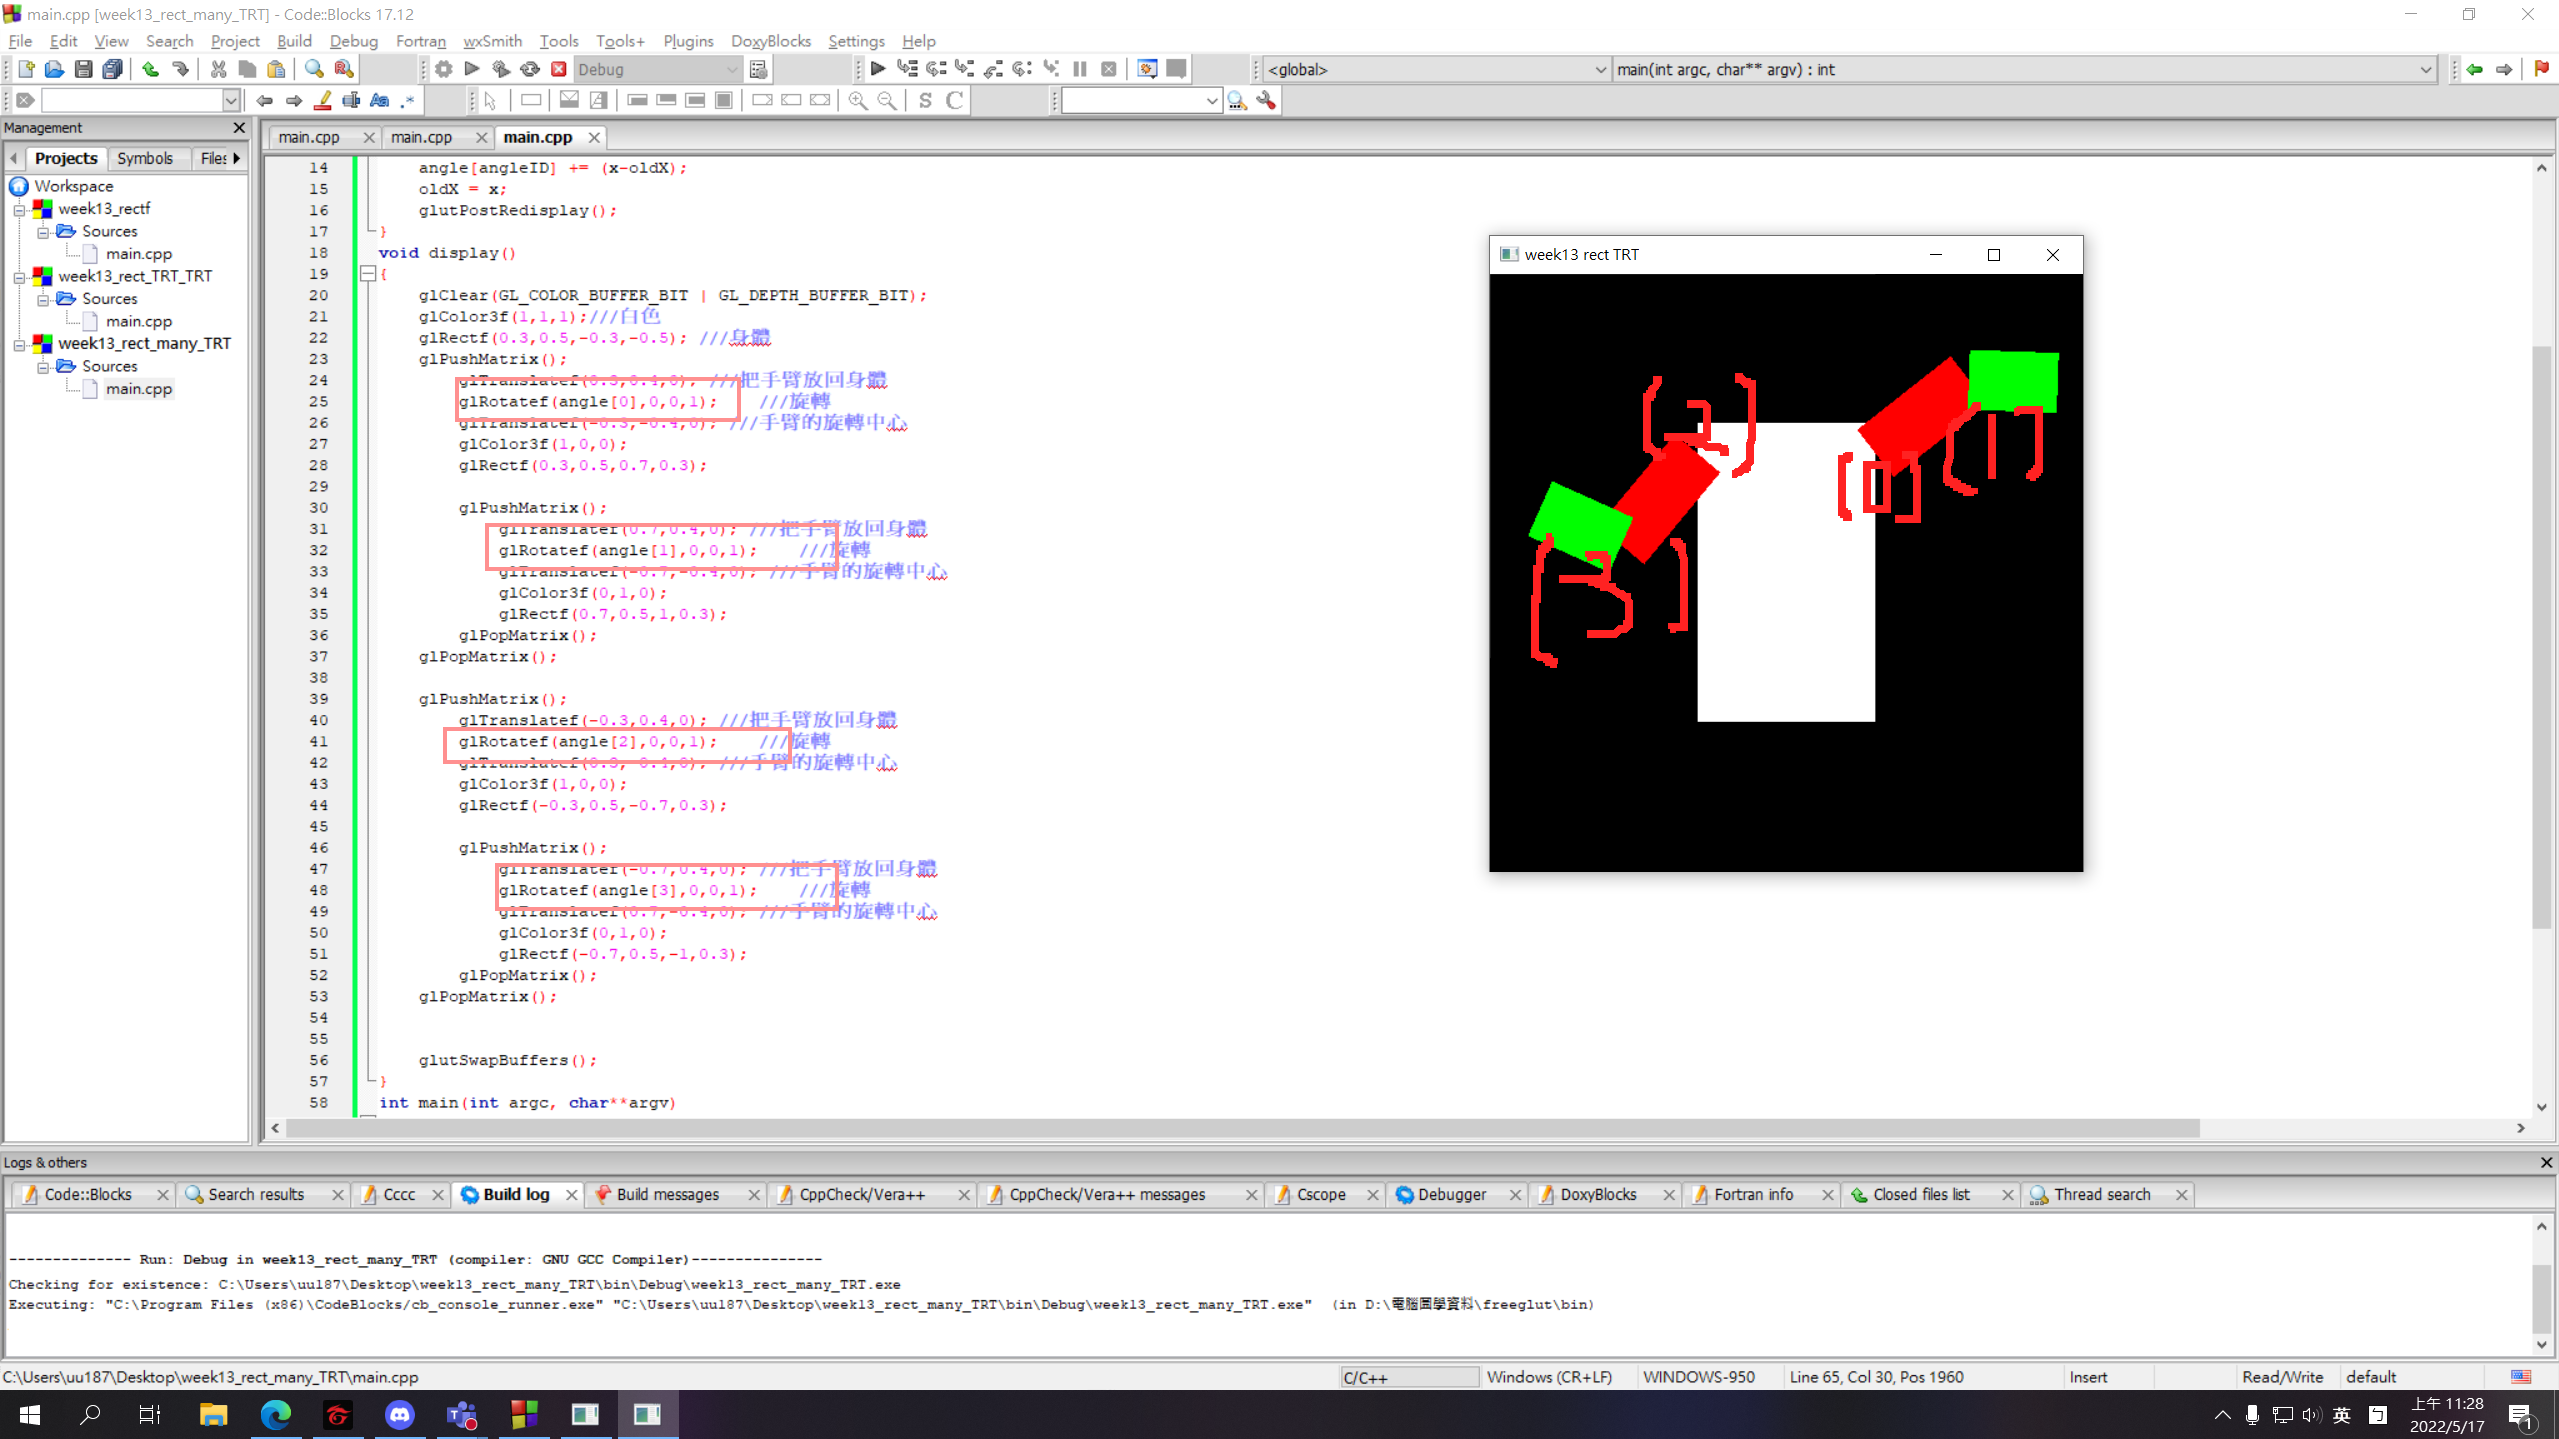 main.cpp [week13_rect_many_TRT] - Code::Blocks 17.12
File Edit View Search Project Build Debug Fortran wxSmith Tools Tools+ Plugins DoxyBlocks Settings Help
Debug
<global>
main(int argc, char** argv) : int
S C
Management
Projects Symbols Files
Workspace
week13_rectf
Sources
main.cpp
week13_rect_TRT_TRT
Sources
main.cpp
week13_rect_many_TRT
Sources
main.cpp
main.cpp main.cpp main.cpp
14 angle[angleID] += (x-oldX);
15 oldX = x;
16 glutPostRedisplay();
17 }
18 void display()
19 {
20 glClear(GL_COLOR_BUFFER_BIT | GL_DEPTH_BUFFER_BIT);
21 glColor3f(1,1,1);///白色
22 glRectf(0.3,0.5,-0.3,-0.5); ///身體
23 glPushMatrix();
24 glTranslatef(0.3,0.4,0); ///把手臂放回身體
25 glRotatef(angle[0],0,0,1); ///旋轉
26 glTranslatef(-0.3,-0.4,0); ///手臂的旋轉中心
27 glColor3f(1,0,0);
28 glRectf(0.3,0.5,0.7,0.3);
29
30 glPushMatrix();
31 glTranslatef(0.7,0.4,0); ///把手臂放回身體
32 glRotatef(angle[1],0,0,1); ///旋轉
33 glTranslatef(-0.7,-0.4,0); ///手臂的旋轉中心
34 glColor3f(0,1,0);
35 glRectf(0.7,0.5,1,0.3);
36 glPopMatrix();
37 glPopMatrix();
38
39 glPushMatrix();
40 glTranslatef(-0.3,0.4,0); ///把手臂放回身體
41 glRotatef(angle[2],0,0,1); ///旋轉
42 glTranslatef(0.3,-0.4,0); ///手臂的旋轉中心
43 glColor3f(1,0,0);
44 glRectf(-0.3,0.5,-0.7,0.3);
45
46 glPushMatrix();
47 glTranslatef(-0.7,0.4,0); ///把手臂放回身體
48 glRotatef(angle[3],0,0,1); ///旋轉
49 glTranslatef(0.7,-0.4,0); ///手臂的旋轉中心
50 glColor3f(0,1,0);
51 glRectf(-0.7,0.5,-1,0.3);
52 glPopMatrix();
53 glPopMatrix();
54
55
56 glutSwapBuffers();
57 }
58 int main(int argc, char**argv)
week13 rect TRT
[2]
[1]
[0]
[3]
Logs & others
Code::Blocks Search results Cccc Build log Build messages CppCheck/Vera++ CppCheck/Vera++ messages Cscope Debugger DoxyBlocks Fortran info Closed files list Thread search
-------------- Run: Debug in week13_rect_many_TRT (compiler: GNU GCC Compiler)---------------
Checking for existence: C:\Users\uu187\Desktop\week13_rect_many_TRT\bin\Debug\week13_rect_many_TRT.exe
Executing: "C:\Program Files (x86)\CodeBlocks/cb_console_runner.exe" "C:\Users\uu187\Desktop\week13_rect_many_TRT\bin\Debug\week13_rect_many_TRT.exe" (in D:\電腦圖學資料\freeglut\bin)
C:\Users\uu187\Desktop\week13_rect_many_TRT\main.cpp C/C++ Windows (CR+LF) WINDOWS-950 Line 65, Col 30, Pos 1960 Insert Read/Write default
英 上午 11:28
2022/5/17
1